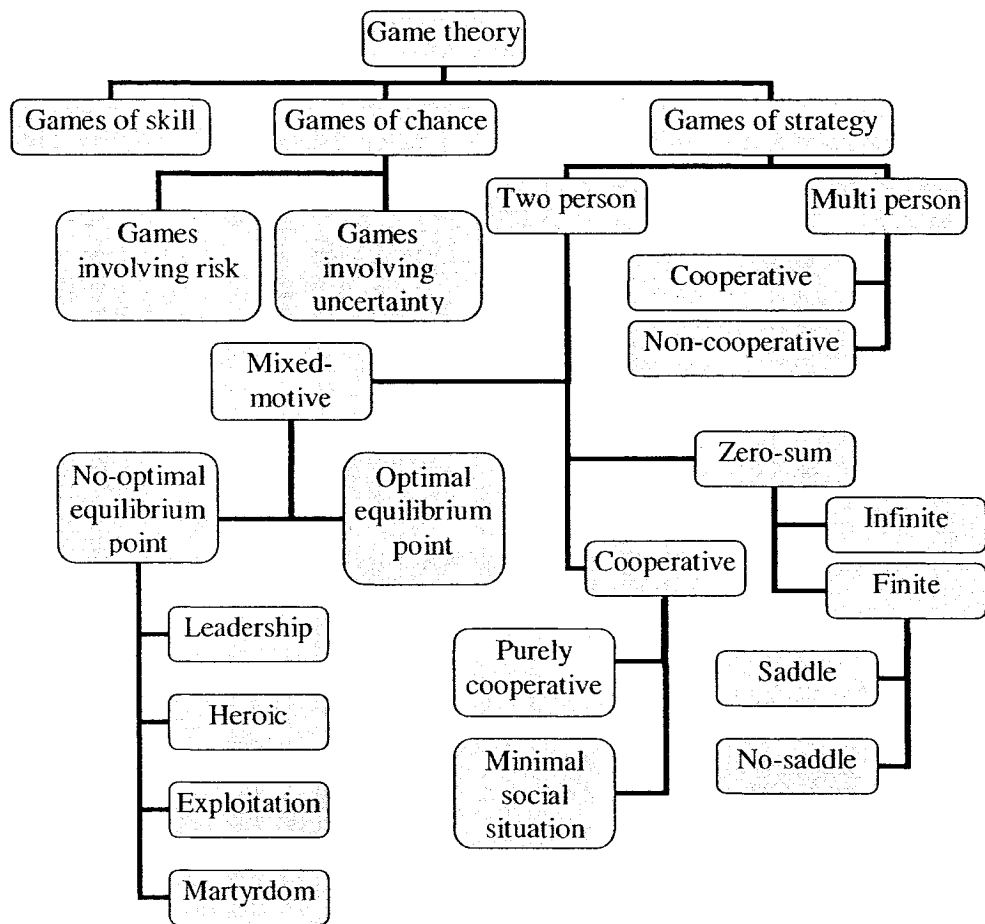 Game theory
Games of skill
Games of chance
Games of strategy
Two person
Multi person
Games
involving risk
Games
involving
uncertainty
Cooperative
Non-cooperative
Mixed-
motive
Zero-sum
No-optimal
equilibrium
point
Optimal
equilibrium
point
Infinite
Cooperative
Finite
Leadership
Purely
cooperative
Saddle
Heroic
No-saddle
Minimal
social
situation
Exploitation
Martyrdom